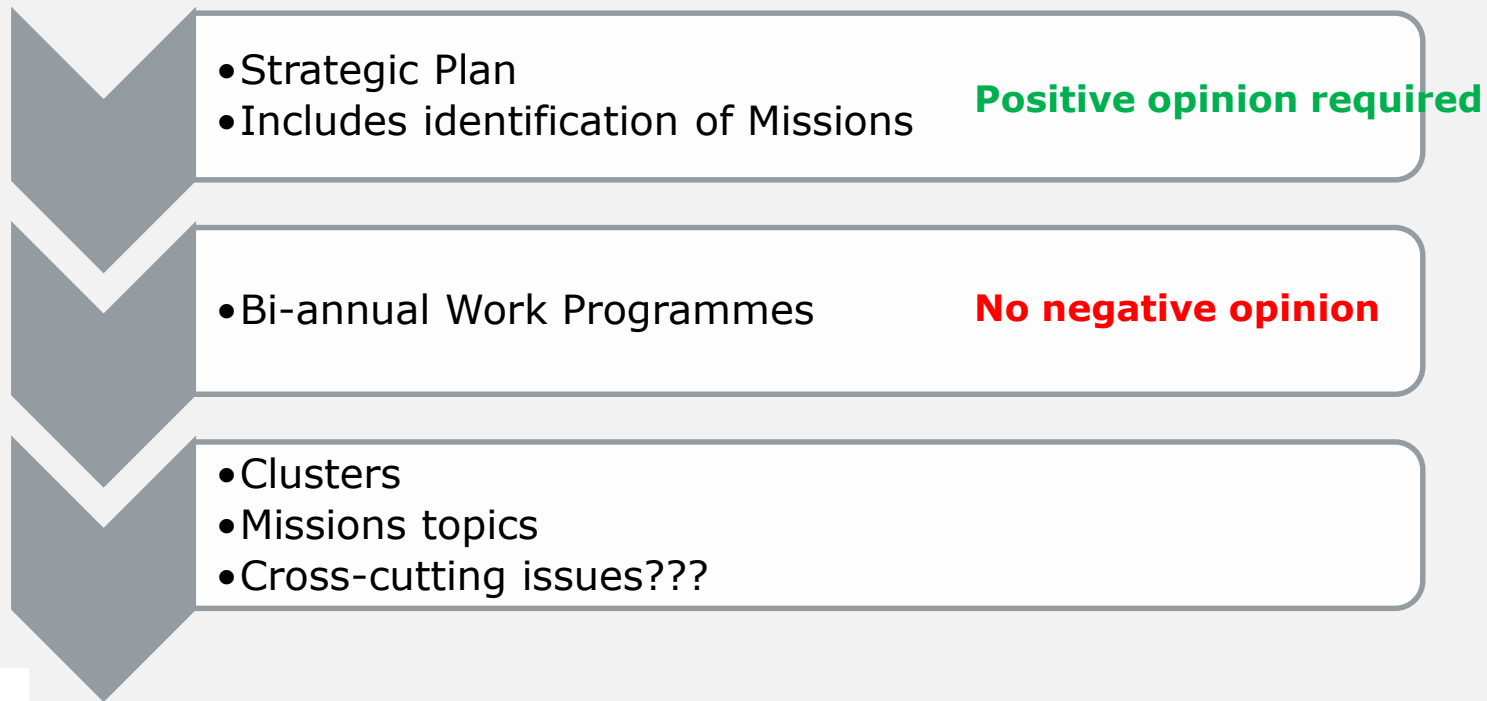 •Strategic Plan
•Includes identification of Missions
Positive opinion required
•Bi-annual Work Programmes
No negative opinion
•Clusters
•Missions topics
•Cross-cutting issues???